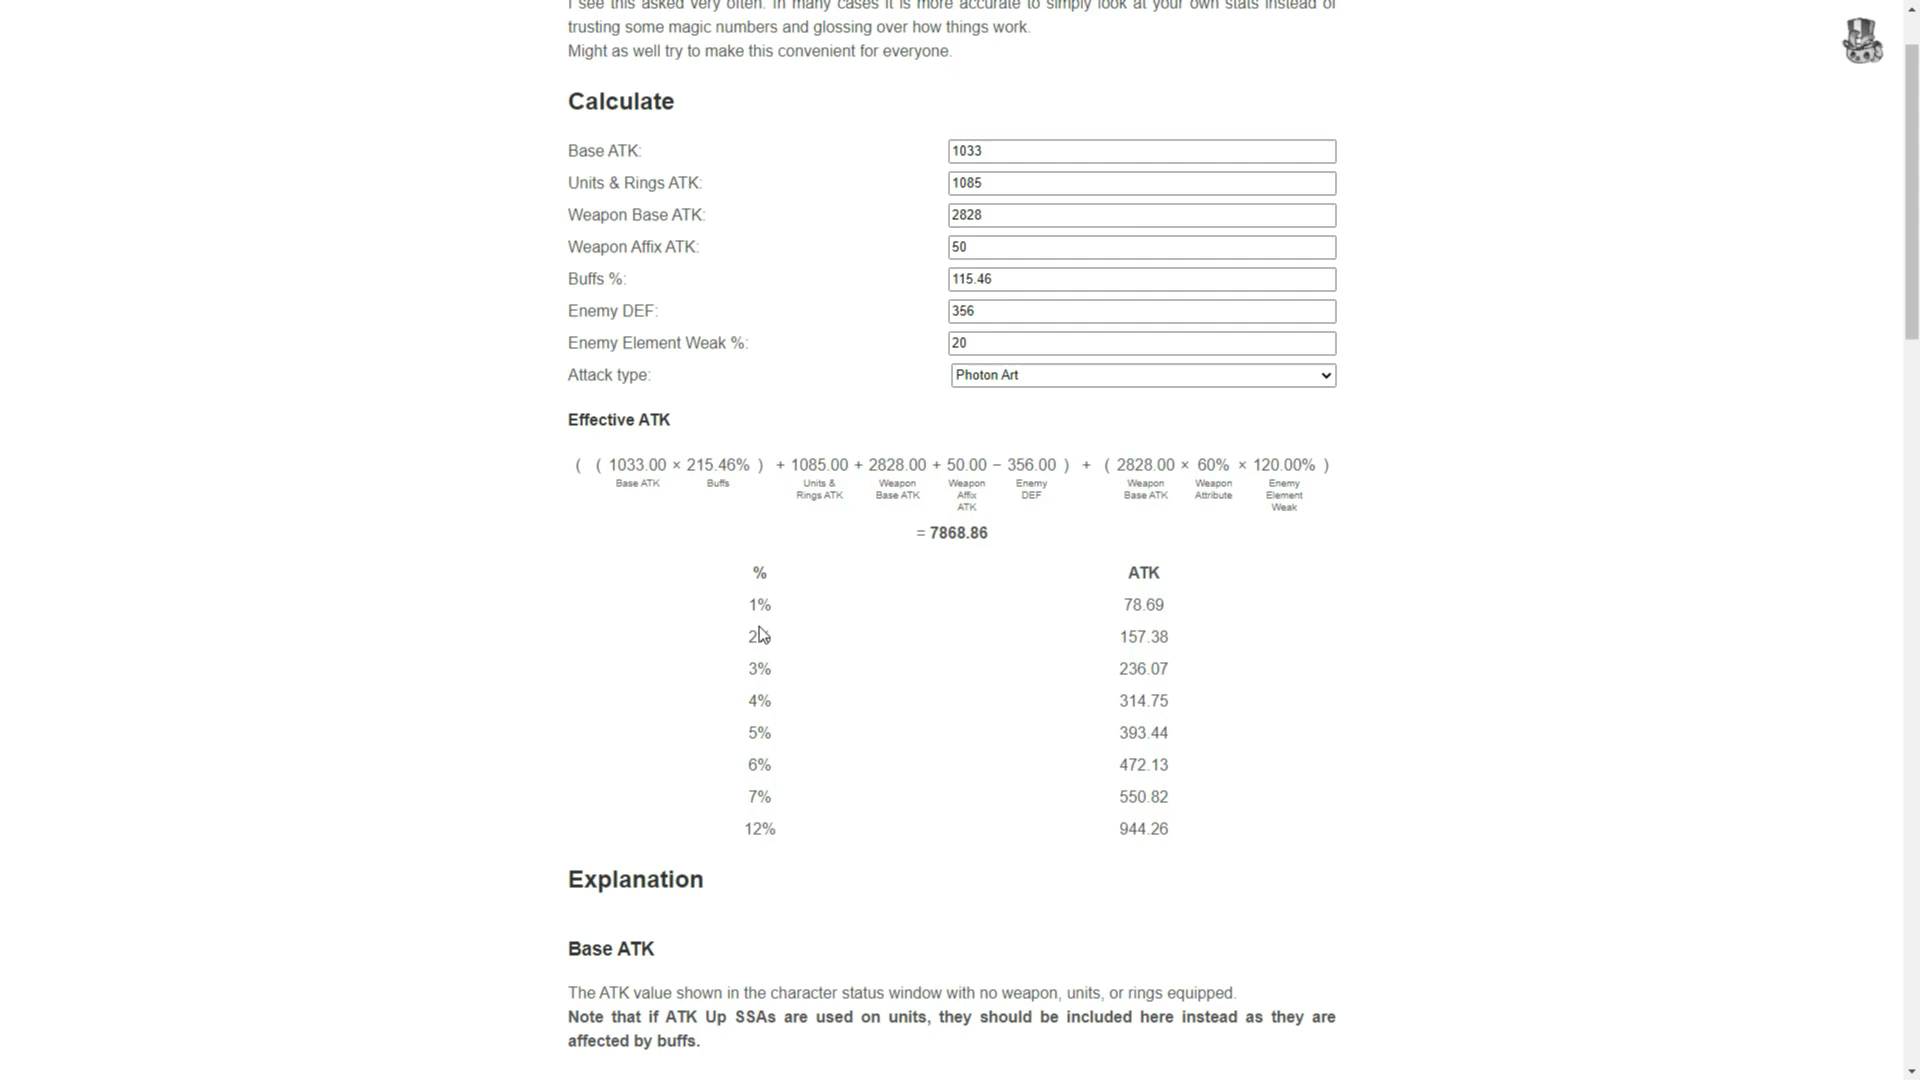 I see this asked very often. In many cases it is more accurate to simply look at your own stats instead of
trusting some magic numbers and glossing over how things work.
Might as well try to make this convenient for everyone.
Calculate
Base ATK: 1033
Units & Rings ATK: 1085
Weapon Base ATK: 2828
Weapon Affix ATK: 50
Buffs %: 115.46
Enemy DEF: 356
Enemy Element Weak %: 20
Attack type: Photon Art
Effective ATK
( ( 1033.00 × 215.46% ) + 1085.00 + 2828.00 + 50.00 − 356.00 ) + ( 2828.00 × 60% × 120.00% )
Base ATK Buffs Units & Weapon Weapon Enemy Weapon Weapon Enemy
Rings ATK Base ATK Affix DEF Base ATK Attribute Element
ATK Weak
= 7868.86
% ATK
1% 78.69
2% 157.38
3% 236.07
4% 314.75
5% 393.44
6% 472.13
7% 550.82
12% 944.26
Explanation
Base ATK
The ATK value shown in the character status window with no weapon, units, or rings equipped.
Note that if ATK Up SSAs are used on units, they should be included here instead as they are
affected by buffs.